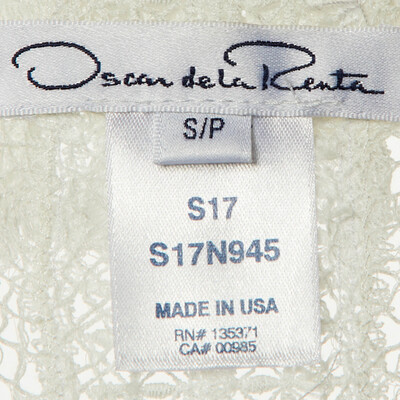 Oscar de la Renta
S/P
S17
S17N945
MADE IN USA
RN# 135371
CA# 00985